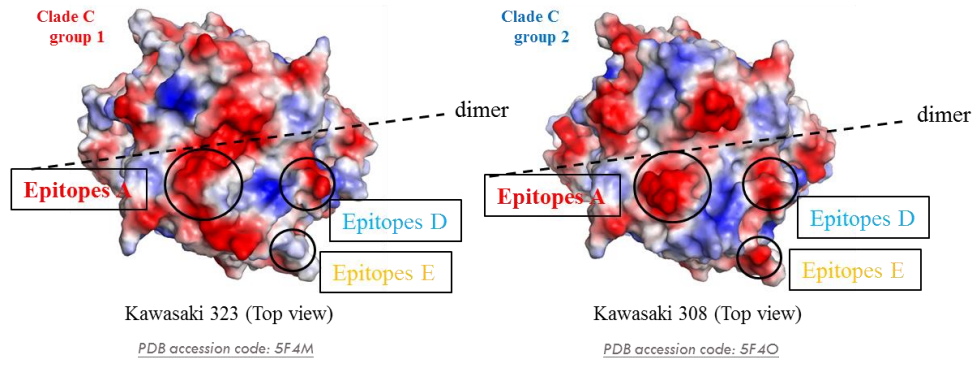 Clade C
group 1
dimer
Epitopes A
Epitopes D
Epitopes E
Kawasaki 323 (Top view)
PDB accession code: 5F4M
Clade C
group 2
dimer
Epitopes A
Epitopes D
Epitopes E
Kawasaki 308 (Top view)
PDB accession code: 5F4O